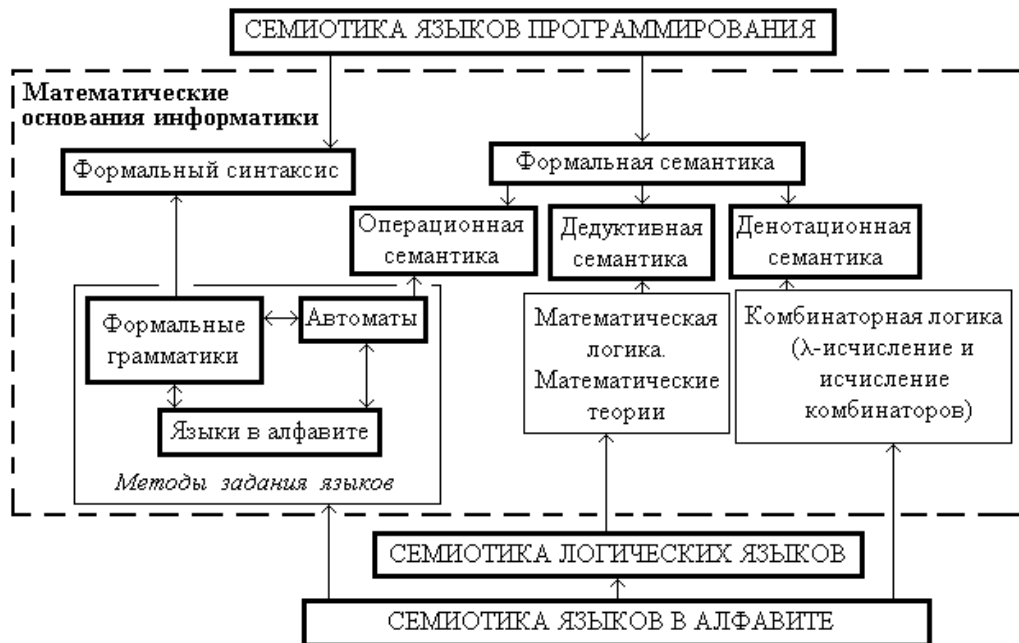 СЕМИОТИКА ЯЗЫКОВ ПРОГРАММИРОВАНИЯ
Математические
основания информатики
Формальный синтаксис
Формальная семантика
Операционная
семантика
Дедуктивная
семантика
Денотационная
семантика
Формальные
грамматики
Автоматы
Языки в алфавите
Методы задания языков
Математическая
логика.
Математические
теории
Комбинаторная логика
(λ-исчисление и
исчисление
комбинаторов)
СЕМИОТИКА ЛОГИЧЕСКИХ ЯЗЫКОВ
СЕМИОТИКА ЯЗЫКОВ В АЛФАВИТЕ